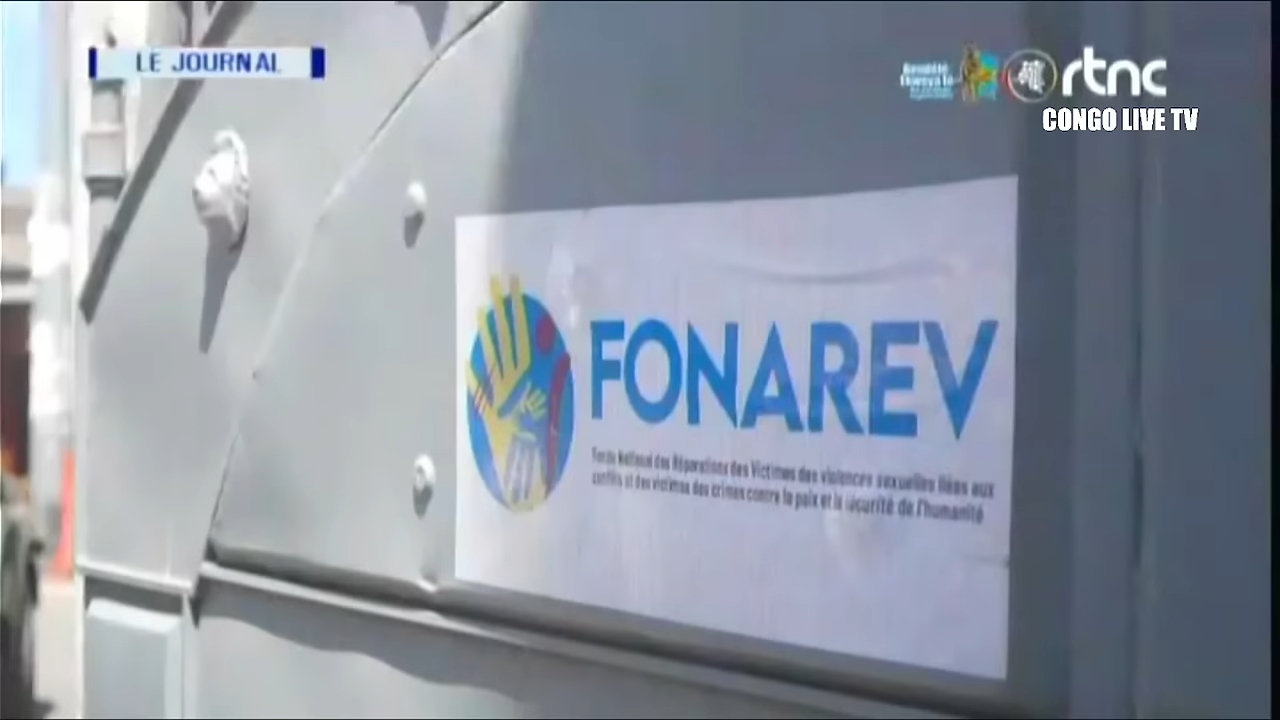 LE JOURNAL
rtnc
CONGO LIVE TV
FONAREV
Fonds National des Réparations des Victimes des violences sexuelles liées aux
conflits et des victimes des crimes contre la paix et la sécurité de l'humanité